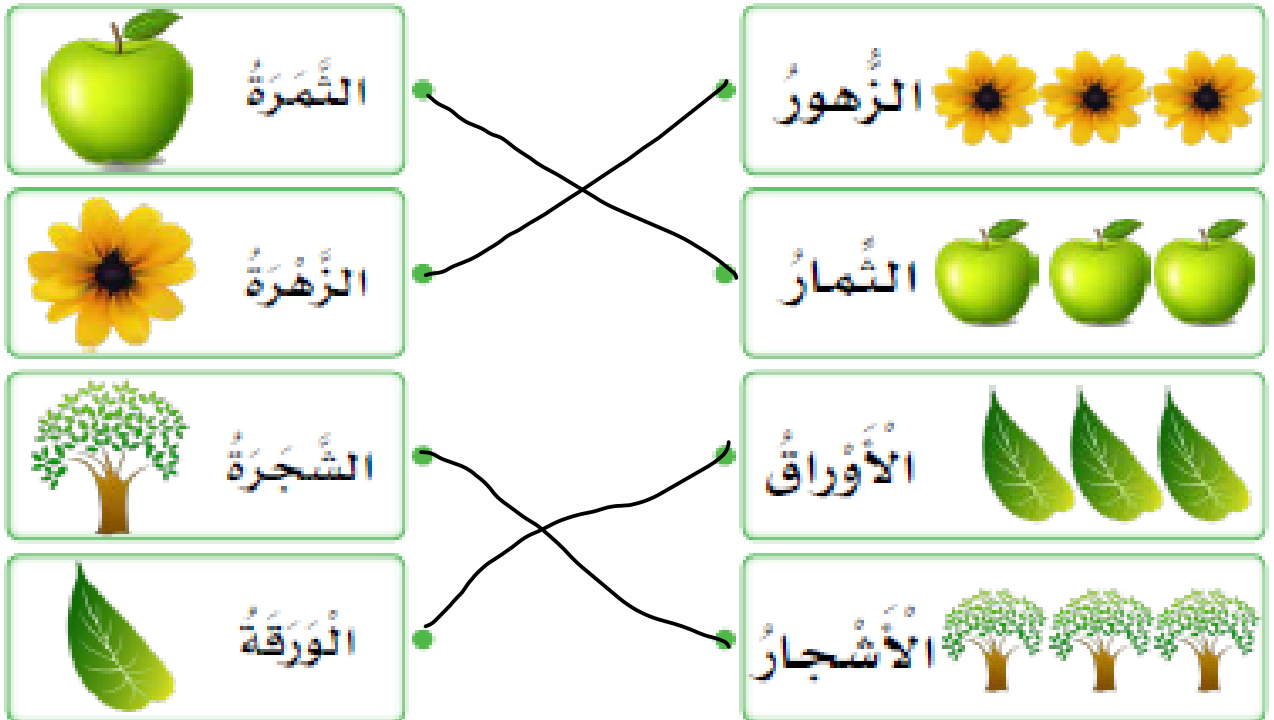 الثَّمَرَةُ
الزَّهْرَةُ
الشَّجَرَةُ
الْوَرَقَةُ
الزُّهورُ
الثِّمارُ
الْأَوْراقُ
الْأَشْجارُ